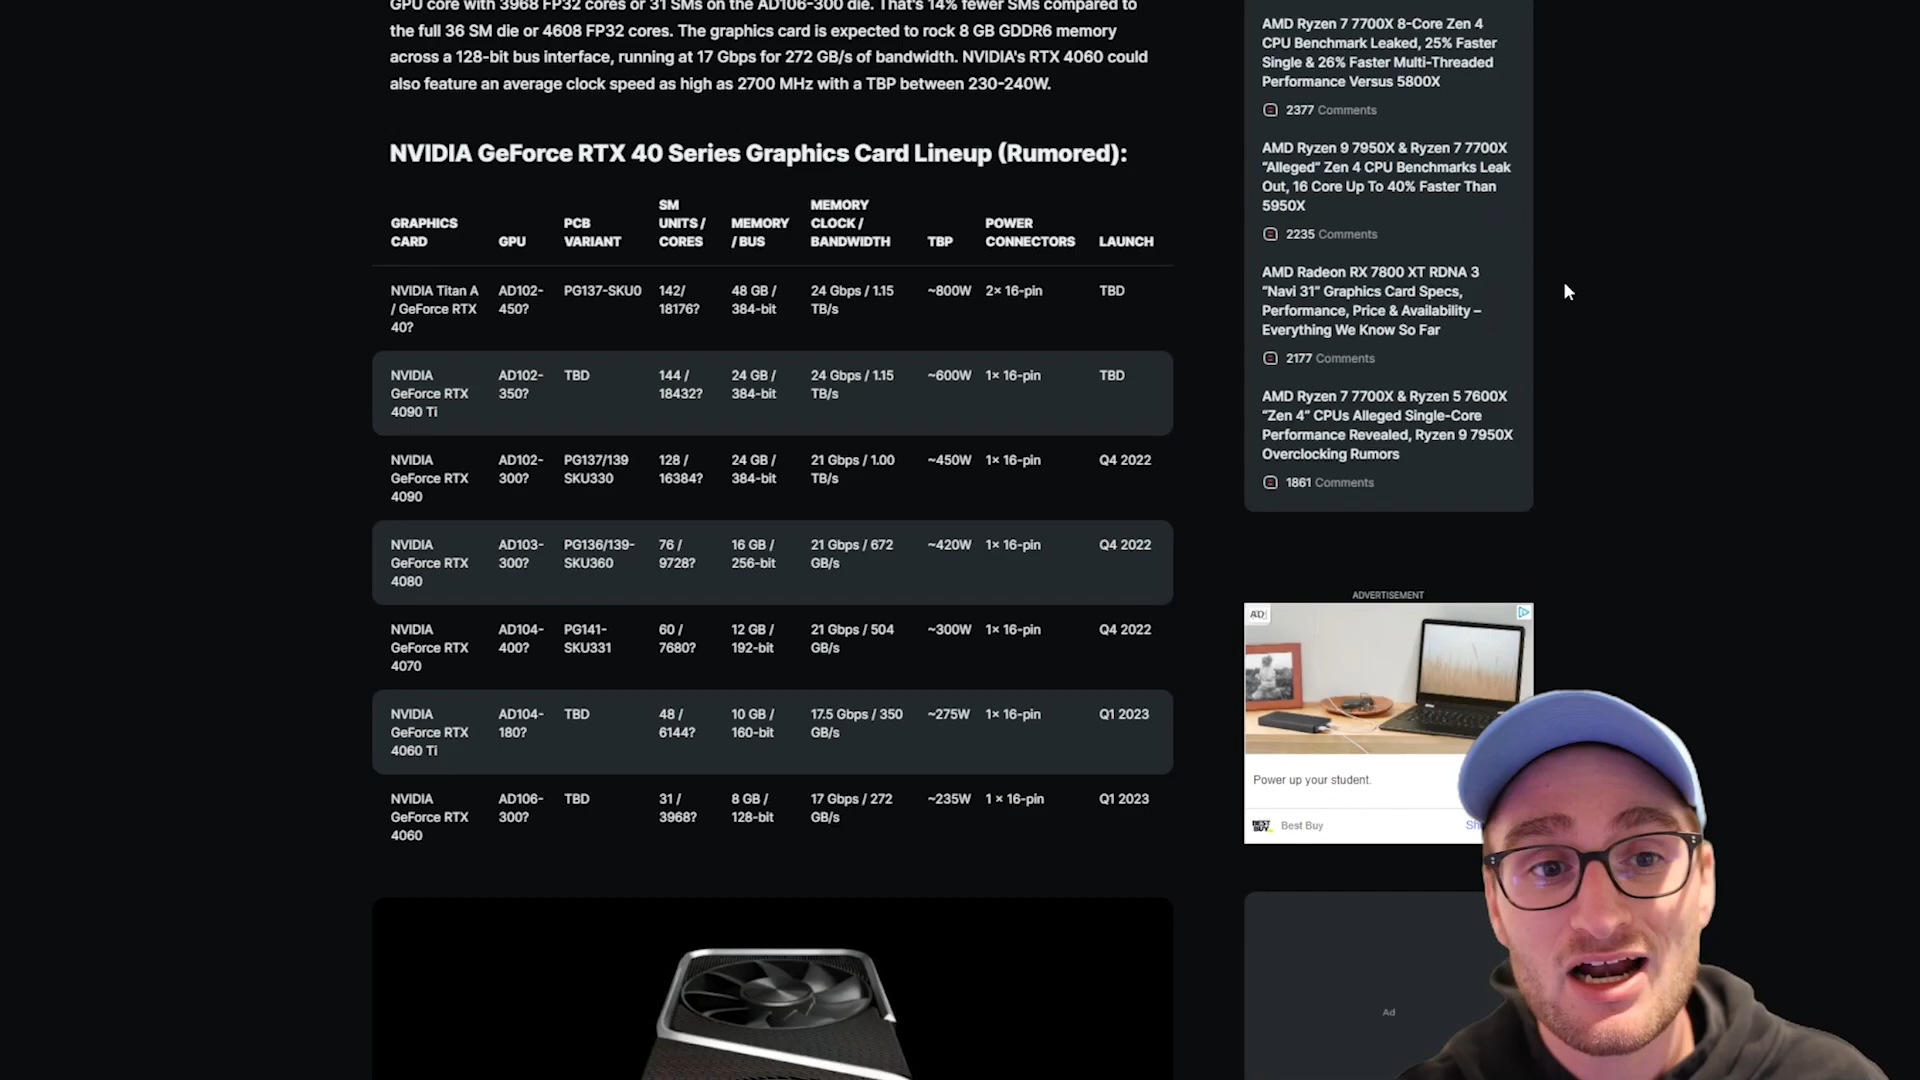 GPU core with 3968 FP32 cores or 31 SMs on the AD106-300 die. That's 14% fewer SMs compared to
the full 36 SM die or 4608 FP32 cores. The graphics card is expected to rock 8 GB GDDR6 memory
across a 128-bit bus interface, running at 17 Gbps for 272 GB/s of bandwidth. NVIDIA's RTX 4060 could
also feature an average clock speed as high as 2700 MHz with a TBP between 230-240W.
NVIDIA GeForce RTX 40 Series Graphics Card Lineup (Rumored):
GRAPHICS CARD GPU PCB VARIANT SM UNITS / CORES MEMORY / BUS MEMORY CLOCK / BANDWIDTH TBP POWER CONNECTORS LAUNCH
NVIDIA Titan A / GeForce RTX 40? AD102-450? PG137-SKU0 142/ 18176? 48 GB / 384-bit 24 Gbps / 1.15 TB/s ~800W 2× 16-pin TBD
NVIDIA GeForce RTX 4090 Ti AD102-350? TBD 144 / 18432? 24 GB / 384-bit 24 Gbps / 1.15 TB/s ~600W 1× 16-pin TBD
NVIDIA GeForce RTX 4090 AD102-300? PG137/139 SKU330 128 / 16384? 24 GB / 384-bit 21 Gbps / 1.00 TB/s ~450W 1× 16-pin Q4 2022
NVIDIA GeForce RTX 4080 AD103-300? PG136/139-SKU360 76 / 9728? 16 GB / 256-bit 21 Gbps / 672 GB/s ~420W 1× 16-pin Q4 2022
NVIDIA GeForce RTX 4070 AD104-400? PG141-SKU331 60 / 7680? 12 GB / 192-bit 21 Gbps / 504 GB/s ~300W 1× 16-pin Q4 2022
NVIDIA GeForce RTX 4060 Ti AD104-180? TBD 48 / 6144? 10 GB / 160-bit 17.5 Gbps / 350 GB/s ~275W 1× 16-pin Q1 2023
NVIDIA GeForce RTX 4060 AD106-300? TBD 31 / 3968? 8 GB / 128-bit 17 Gbps / 272 GB/s ~235W 1 × 16-pin Q1 2023
AMD Ryzen 7 7700X 8-Core Zen 4
CPU Benchmark Leaked, 25% Faster
Single & 26% Faster Multi-Threaded
Performance Versus 5800X
2377 Comments
AMD Ryzen 9 7950X & Ryzen 7 7700X
“Alleged” Zen 4 CPU Benchmarks Leak
Out, 16 Core Up To 40% Faster Than
5950X
2235 Comments
AMD Radeon RX 7800 XT RDNA 3
“Navi 31” Graphics Card Specs,
Performance, Price & Availability –
Everything We Know So Far
2177 Comments
AMD Ryzen 7 7700X & Ryzen 5 7600X
“Zen 4” CPUs Alleged Single-Core
Performance Revealed, Ryzen 9 7950X
Overclocking Rumors
1861 Comments
ADVERTISEMENT
AD
Power up your student.
BEST BUY Best Buy
Ad